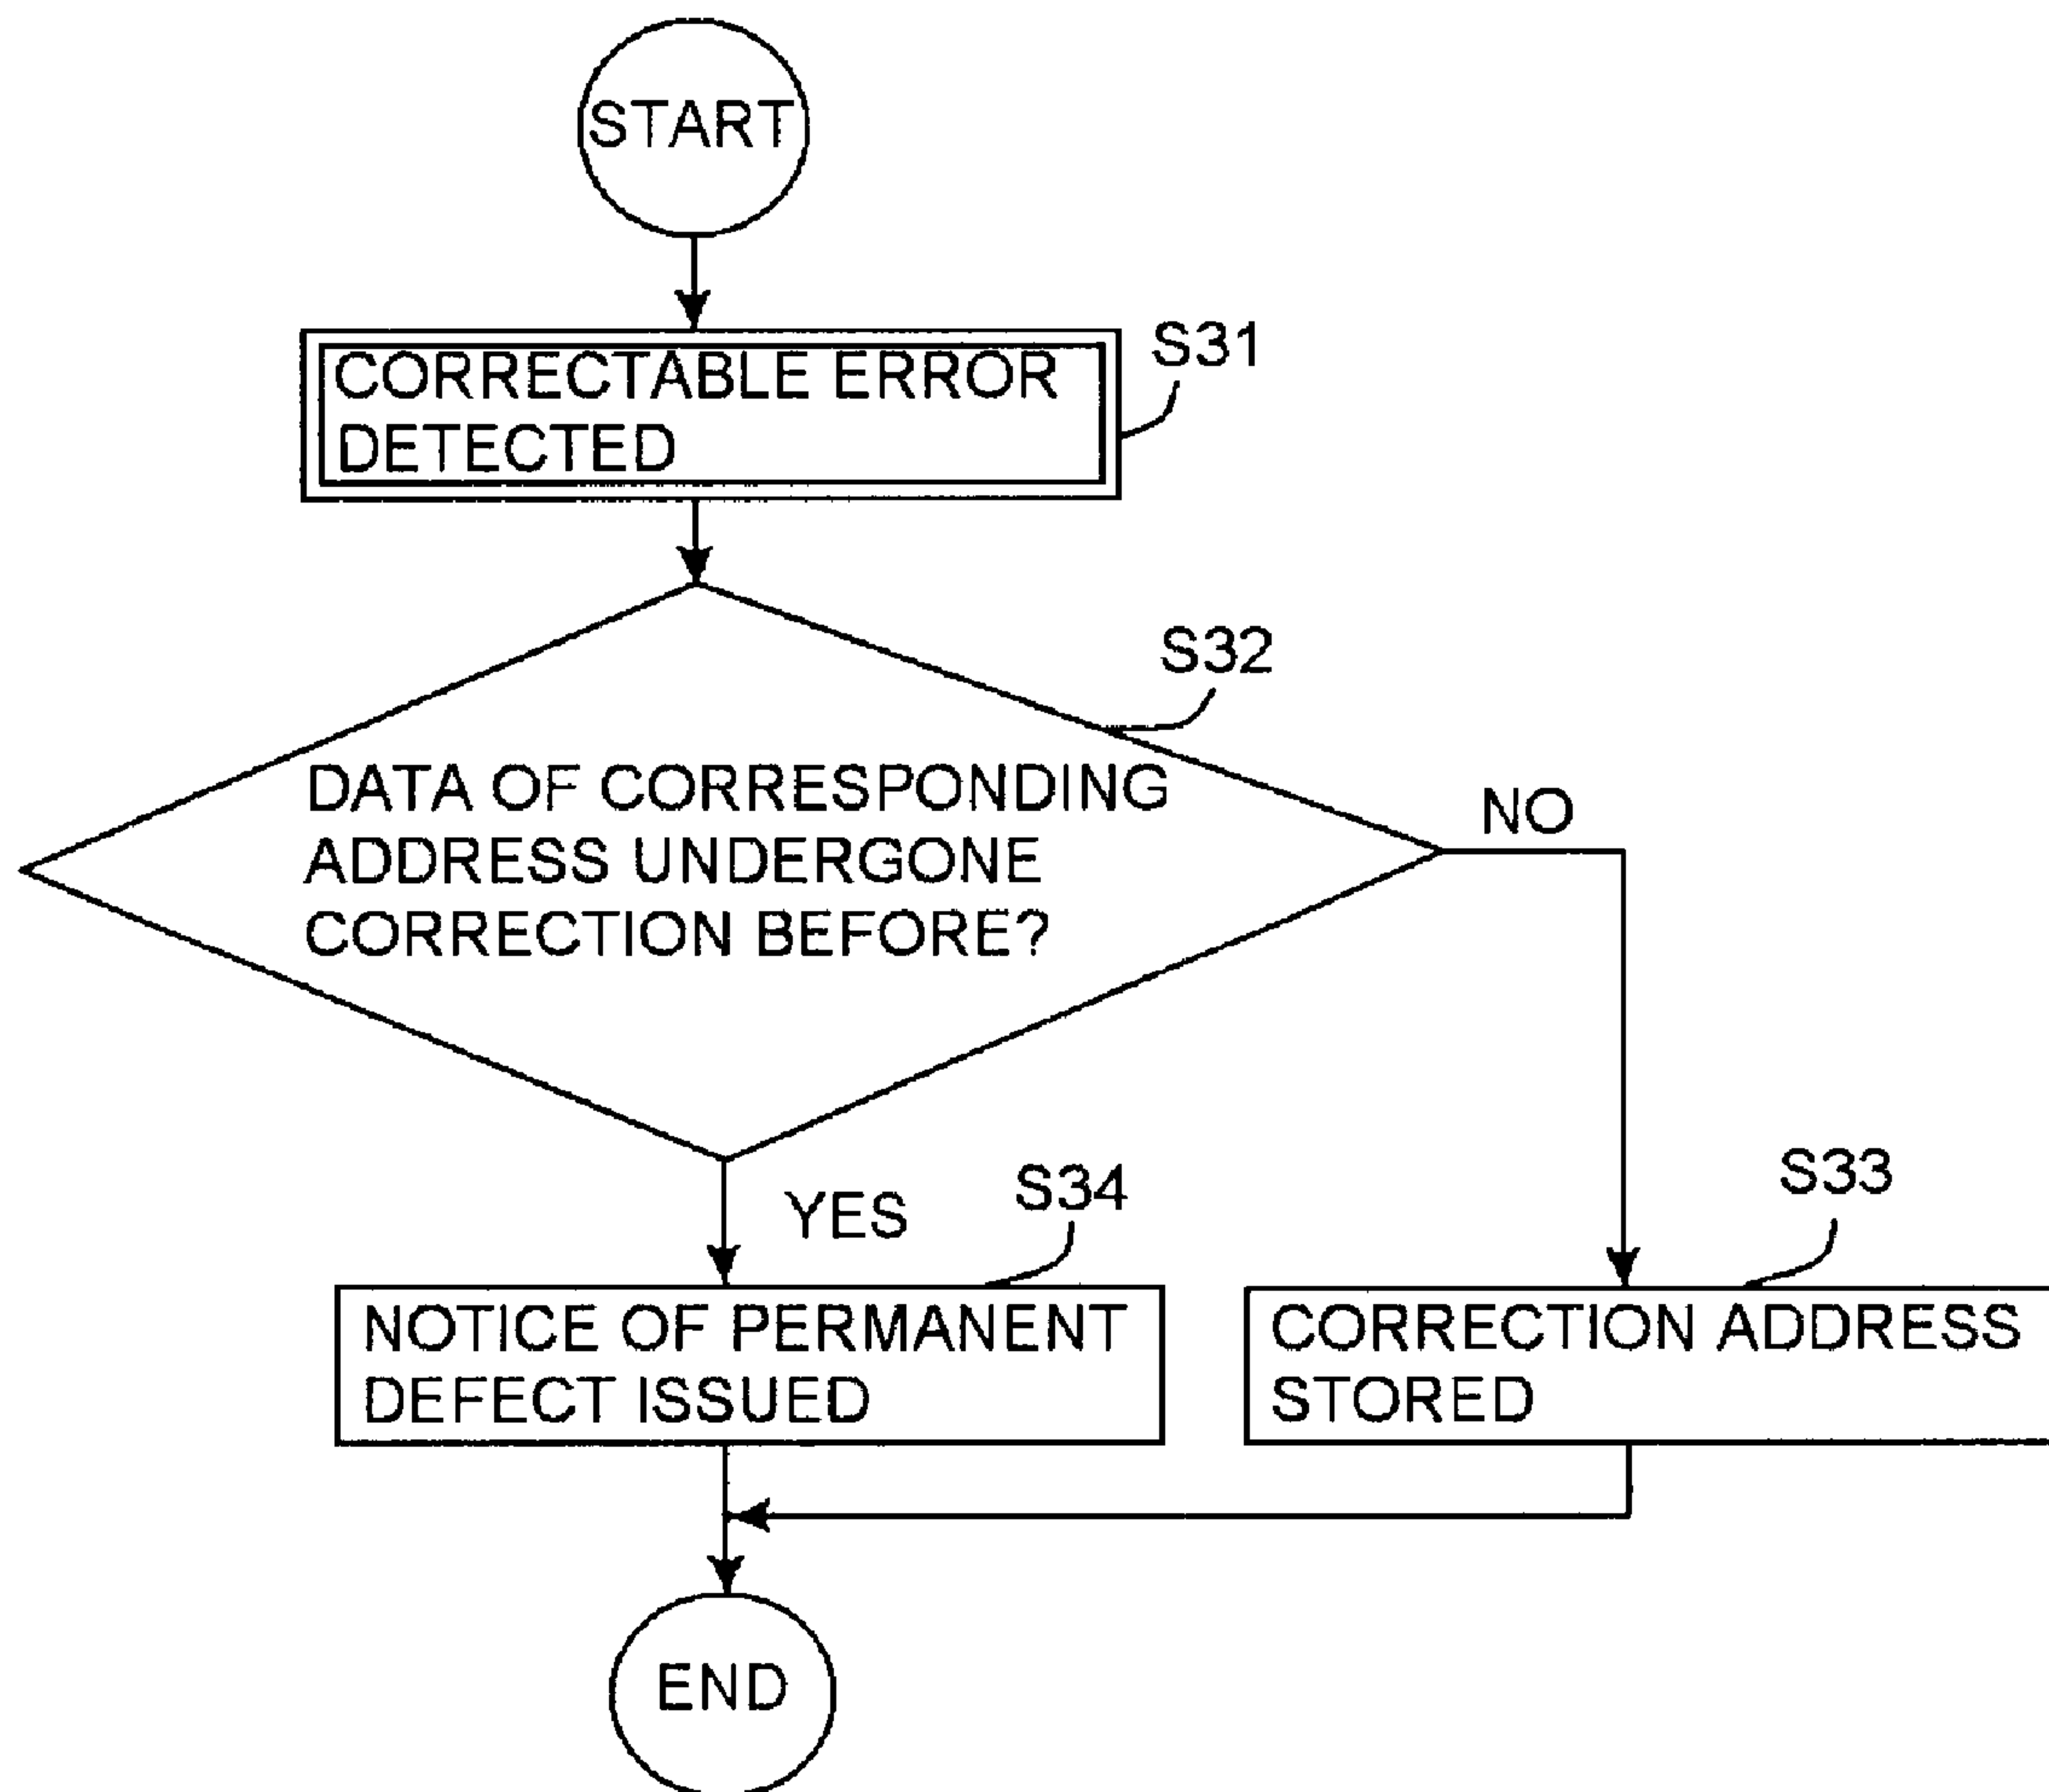 START
CORRECTABLE ERROR
DETECTED
S31
S32
DATA OF CORRESPONDING
ADDRESS UNDERGONE
CORRECTION BEFORE?
NO
YES
S34
S33
NOTICE OF PERMANENT
DEFECT ISSUED
CORRECTION ADDRESS
STORED
END